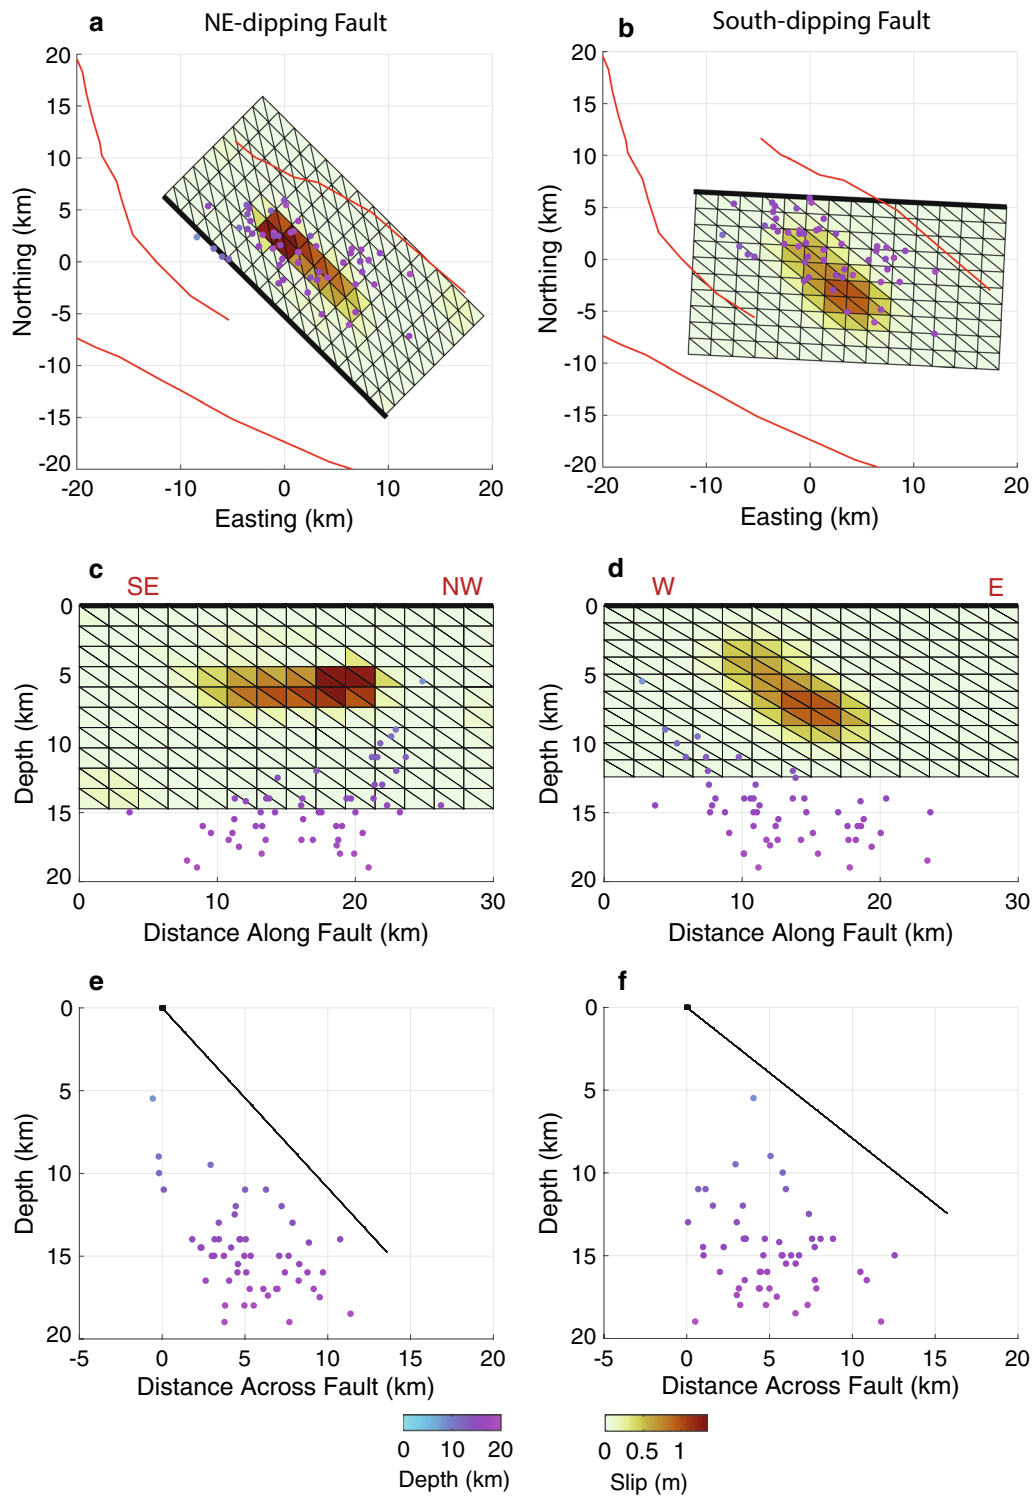 a NE-dipping Fault
b South-dipping Fault
20
15
10
5
0
-5
-10
-15
-20
Northing (km)
-20 -10 0 10 20
Easting (km)
20
15
10
5
0
-5
-10
-15
-20
Northing (km)
-20 -10 0 10 20
Easting (km)
c
SE NW
0
5
10
15
20
Depth (km)
0 10 20 30
Distance Along Fault (km)
d
W E
0
5
10
15
20
Depth (km)
0 10 20 30
Distance Along Fault (km)
e
0
5
10
15
20
Depth (km)
-5 0 5 10 15 20
Distance Across Fault (km)
f
0
5
10
15
20
Depth (km)
-5 0 5 10 15 20
Distance Across Fault (km)
0 10 20
Depth (km)
0 0.5 1
Slip (m)